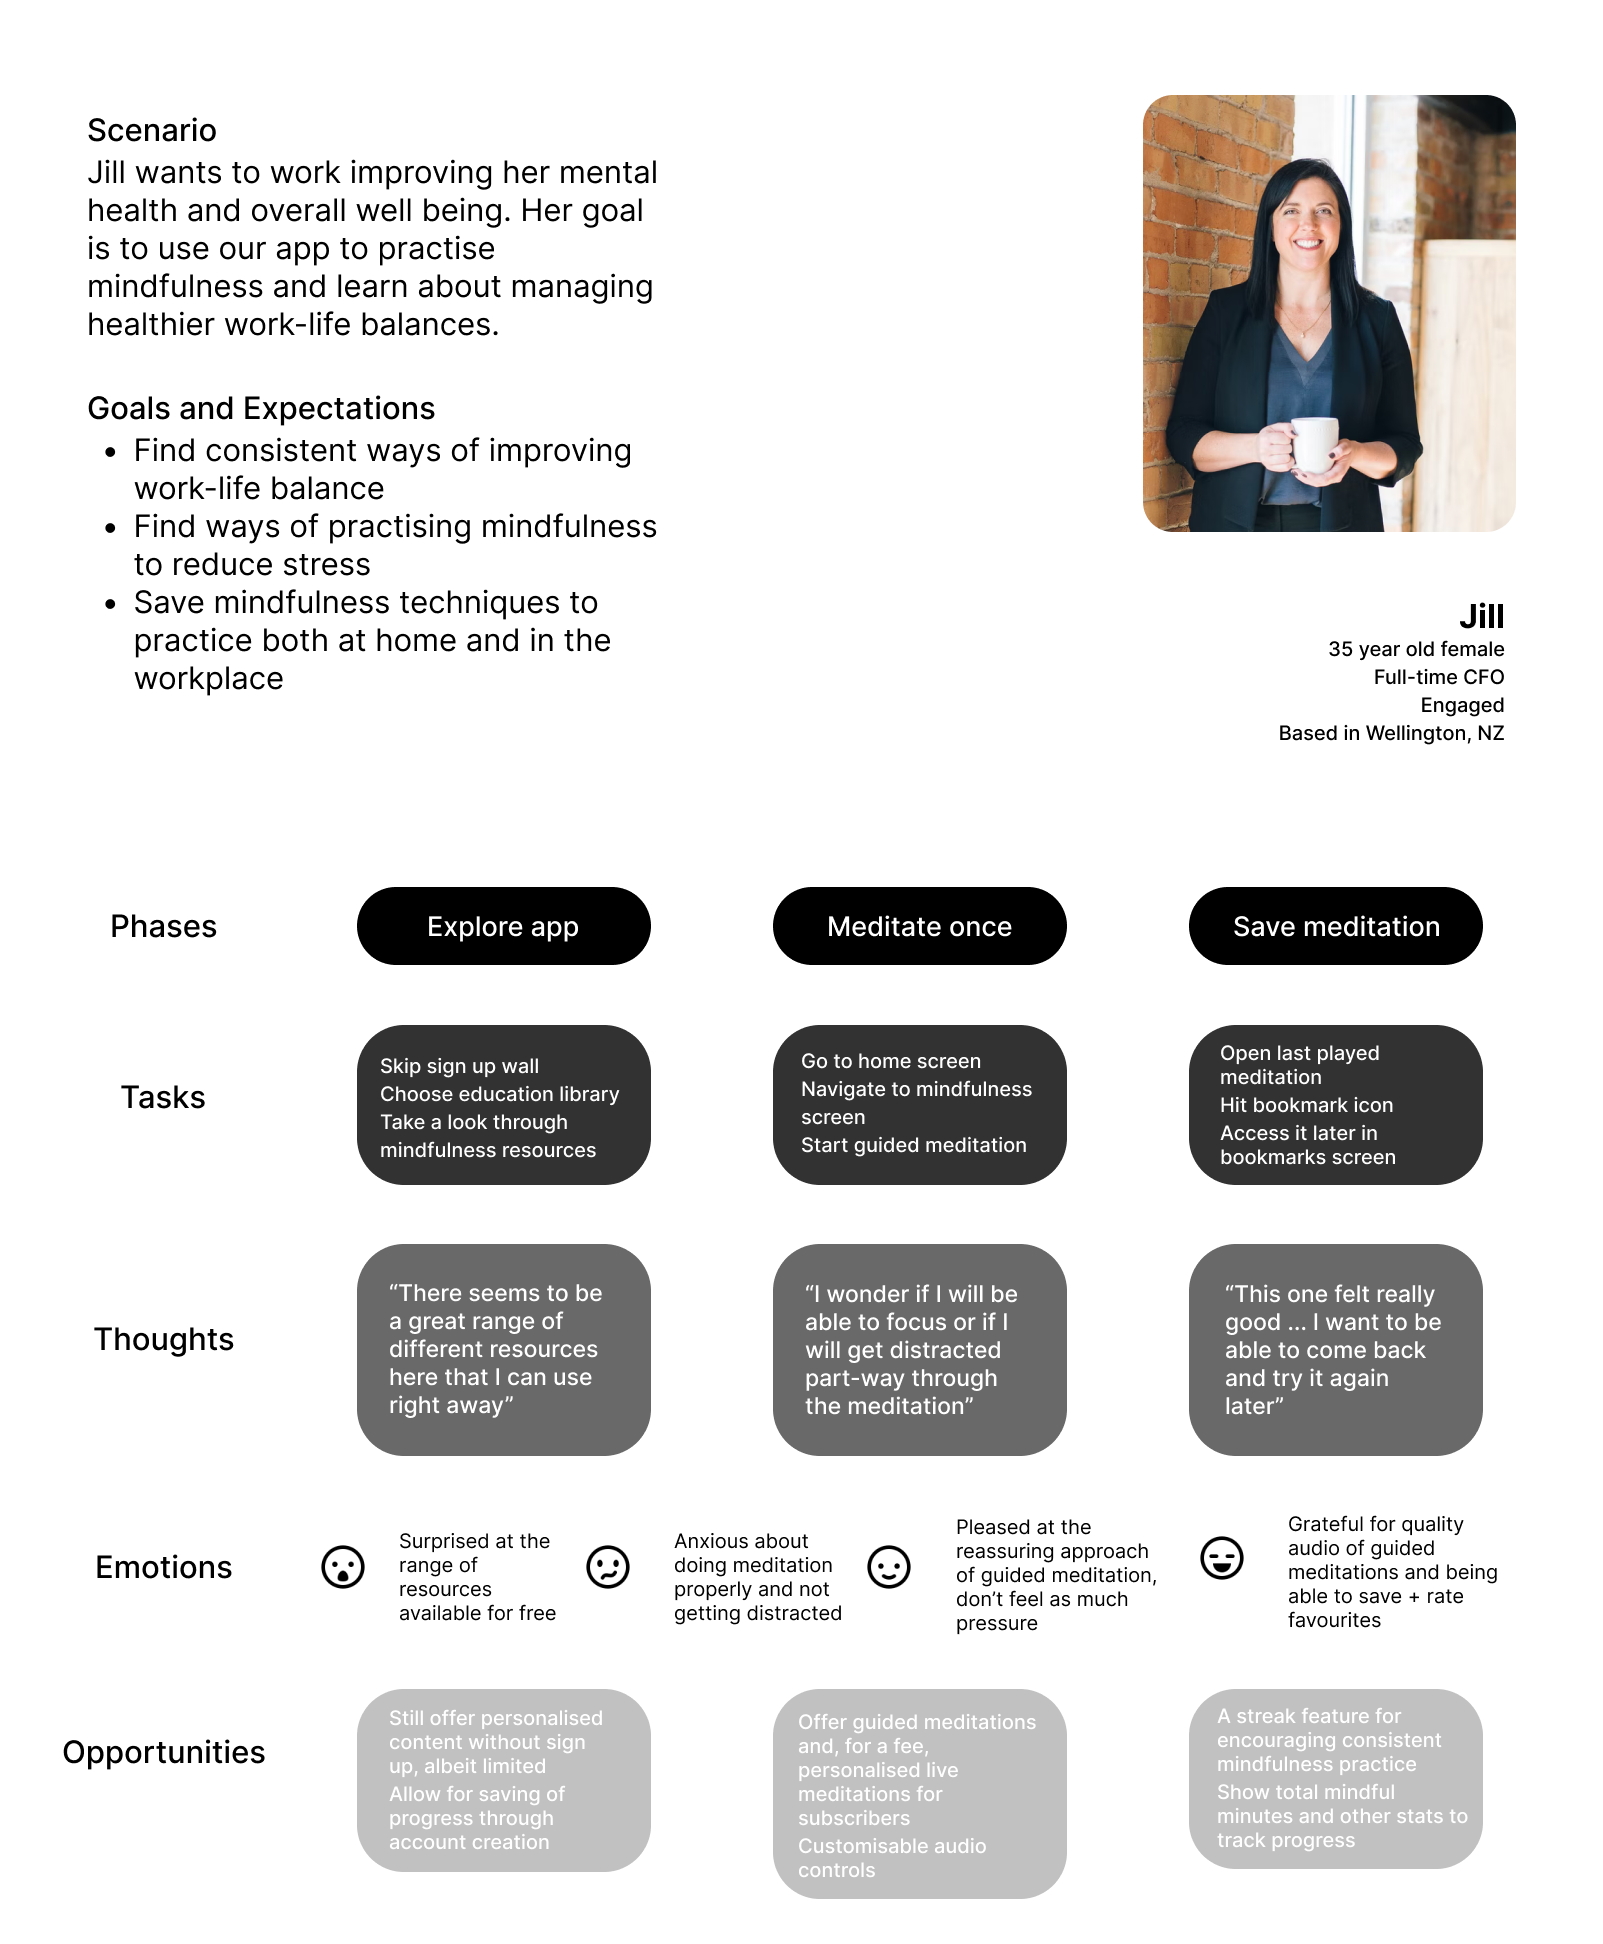 Scenario
Jill wants to work improving her mental
health and overall well being. Her goal
is to use our app to practise
mindfulness and learn about managing
healthier work-life balances.
Goals and Expectations
• Find consistent ways of improving
work-life balance
• Find ways of practising mindfulness
to reduce stress
• Save mindfulness techniques to
practice both at home and in the
workplace
Jill
35 year old female
Full-time CFO
Engaged
Based in Wellington, NZ
Phases
Explore app
Meditate once
Save meditation
Tasks
Skip sign up wall
Choose education library
Take a look through
mindfulness resources
Go to home screen
Navigate to mindfulness
screen
Start guided meditation
Open last played
meditation
Hit bookmark icon
Access it later in
bookmarks screen
Thoughts
“There seems to be
a great range of
different resources
here that I can use
right away”
“I wonder if I will be
able to focus or if I
will get distracted
part-way through
the meditation”
“This one felt really
good ... I want to be
able to come back
and try it again
later”
Emotions
Surprised at the
range of
resources
available for free
Anxious about
doing meditation
properly and not
getting distracted
Pleased at the
reassuring approach
of guided meditation,
don’t feel as much
pressure
Grateful for quality
audio of guided
meditations and being
able to save + rate
favourites
Opportunities
Still offer personalised
content without sign
up, albeit limited
Allow for saving of
progress through
account creation
Offer guided meditations
and, for a fee,
personalised live
meditations for
subscribers
Customisable audio
controls
A streak feature for
encouraging consistent
mindfulness practice
Show total mindful
minutes and other stats to
track progress